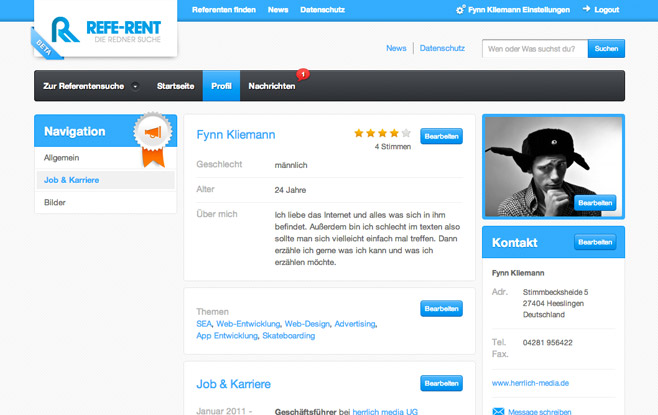 Referenten finden News Datenschutz
Fynn Kliemann Einstellungen Logout
REFE-RENT
DIE REDNER SUCHE
BETA
News Datenschutz
Wen oder Was suchst du? Suchen
Zur Referentensuche Startseite Profil Nachrichten 1
Navigation
Allgemein
Job & Karriere
Bilder
Fynn Kliemann
4 Stimmen
Bearbeiten
Geschlecht männlich
Alter 24 Jahre
Über mich Ich liebe das Internet und alles was sich in ihm
befindet. Außerdem bin ich schlecht im texten also
sollte man sich vielleicht einfach mal treffen. Dann
erzähle ich gerne was ich kann und was ich
erzählen möchte.
Themen
Bearbeiten
SEA, Web-Entwicklung, Web-Design, Advertising,
App Entwicklung, Skateboarding
Job & Karriere
Bearbeiten
Januar 2011 - Geschäftsführer bei herrlich media UG
Bearbeiten
Kontakt Bearbeiten
Fynn Kliemann
Adr. Stimmbecksheide 5
27404 Heeslingen
Deutschland
Tel. 04281 956422
Fax.
www.herrlich-media.de
Message schreiben